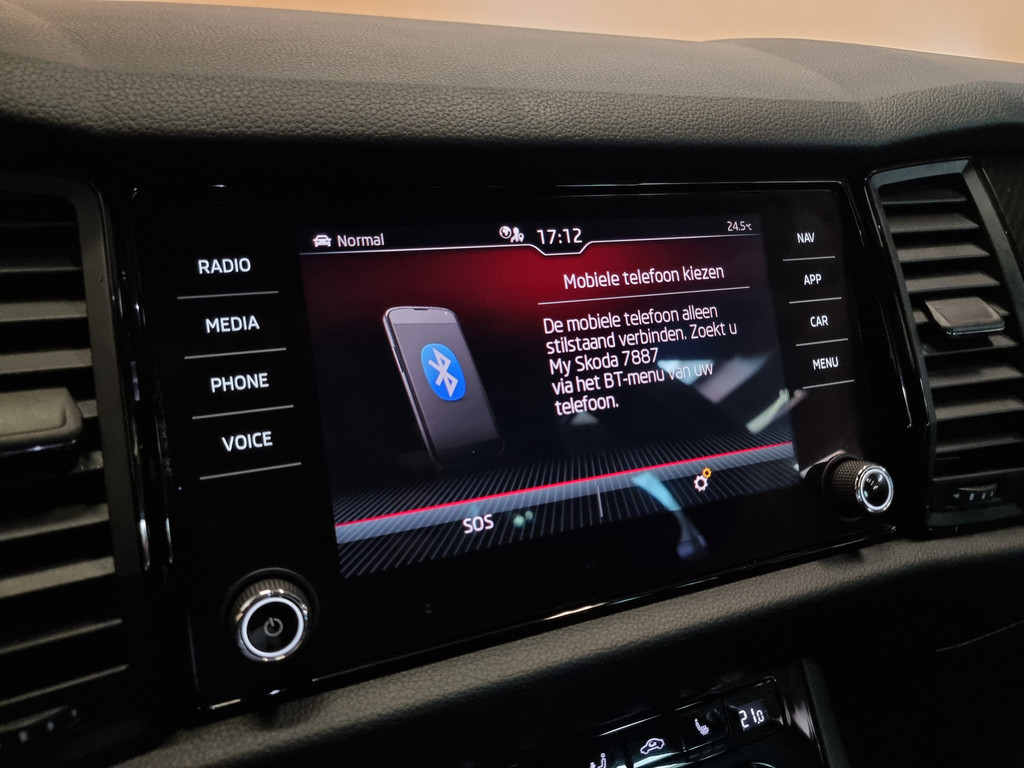 Normal
17:12
24.5°C
RADIO
MEDIA
PHONE
VOICE
Mobiele telefoon kiezen
De mobiele telefoon alleen
stilstaand verbinden. Zoekt u
My Skoda 7887
via het BT-menu van uw
telefoon.
SOS
NAV
APP
CAR
MENU
21,0